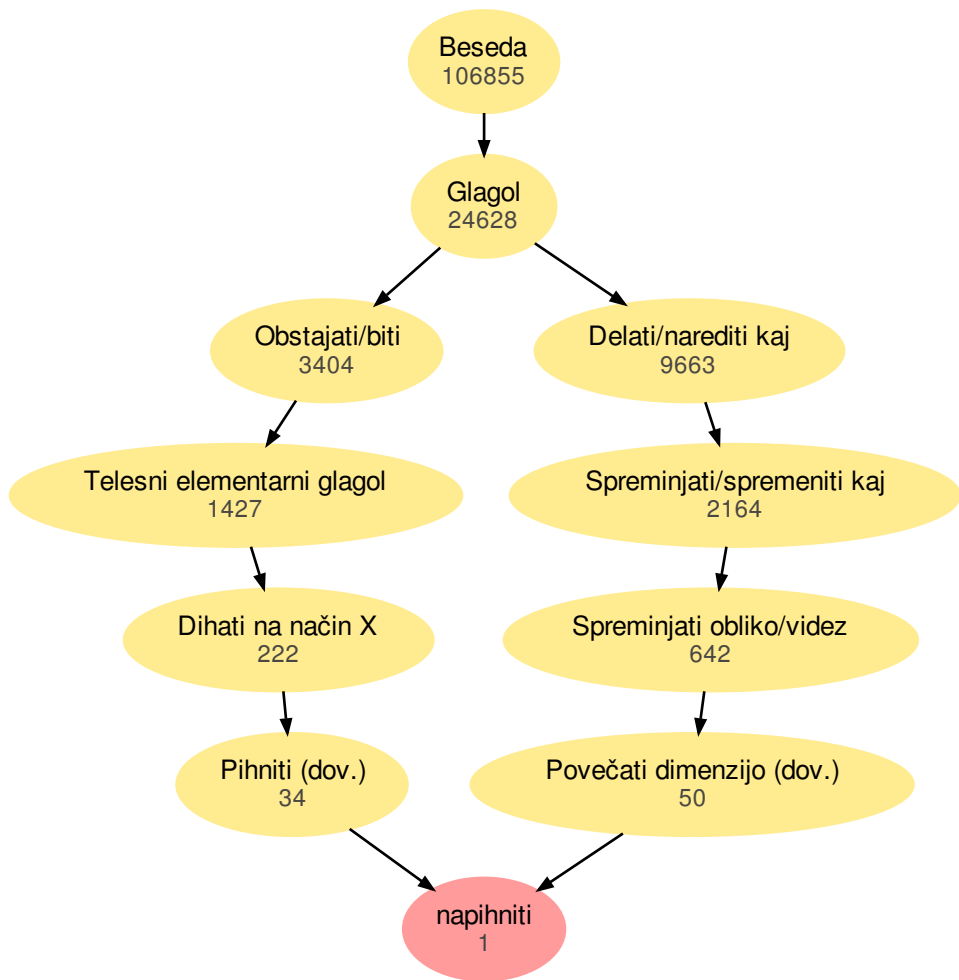 Beseda
106855
Glagol
24628
Obstajati/biti
3404
Delati/narediti kaj
9663
Telesni elementarni glagol
1427
Spreminjati/spremeniti kaj
2164
Dihati na način X
222
Spreminjati obliko/videz
642
Pihniti (dov.)
34
Povečati dimenzijo (dov.)
50
napihniti
1